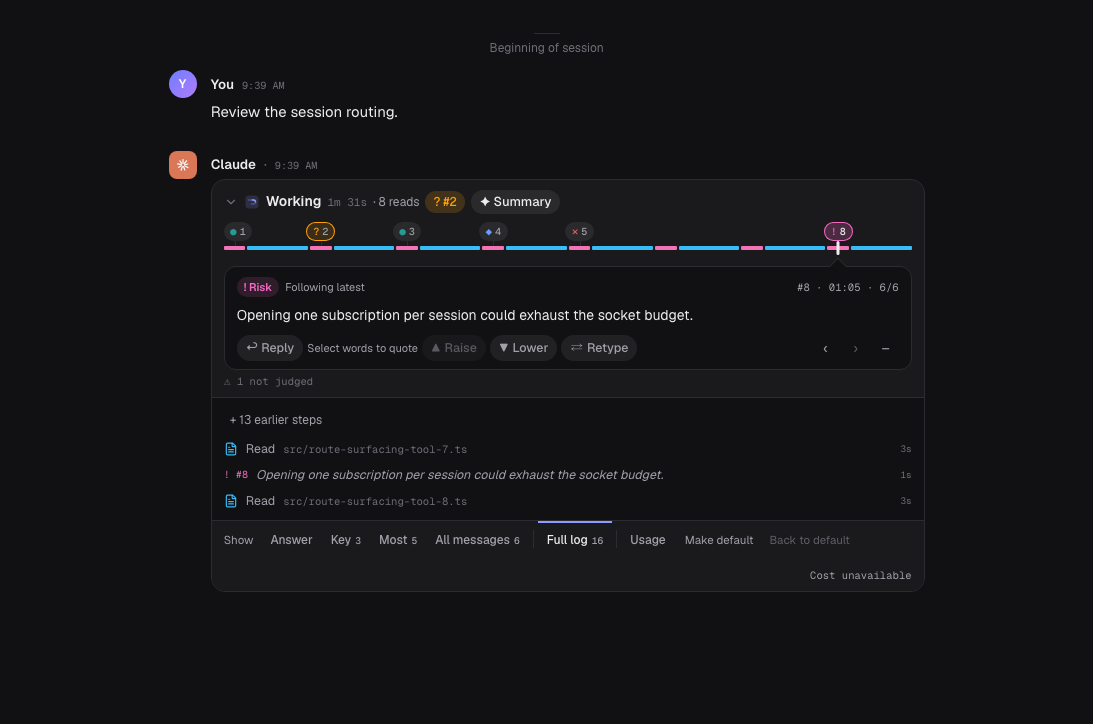 Beginning of session
Y You 9:39 AM
Review the session routing.
Claude · 9:39 AM
Working 1m 31s · 8 reads ? #2 ✦ Summary
● 1 ? 2 ● 3 ◆ 4 × 5 ! 8
! Risk Following latest #8 · 01:05 · 6/6
Opening one subscription per session could exhaust the socket budget.
↩ Reply Select words to quote ▲ Raise ▼ Lower ⇄ Retype ‹ › –
⚠ 1 not judged
+ 13 earlier steps
Read src/route-surfacing-tool-7.ts 3s
! #8 Opening one subscription per session could exhaust the socket budget. 1s
Read src/route-surfacing-tool-8.ts 3s
Show Answer Key 3 Most 5 All messages 6 Full log 16 Usage Make default Back to default
Cost unavailable